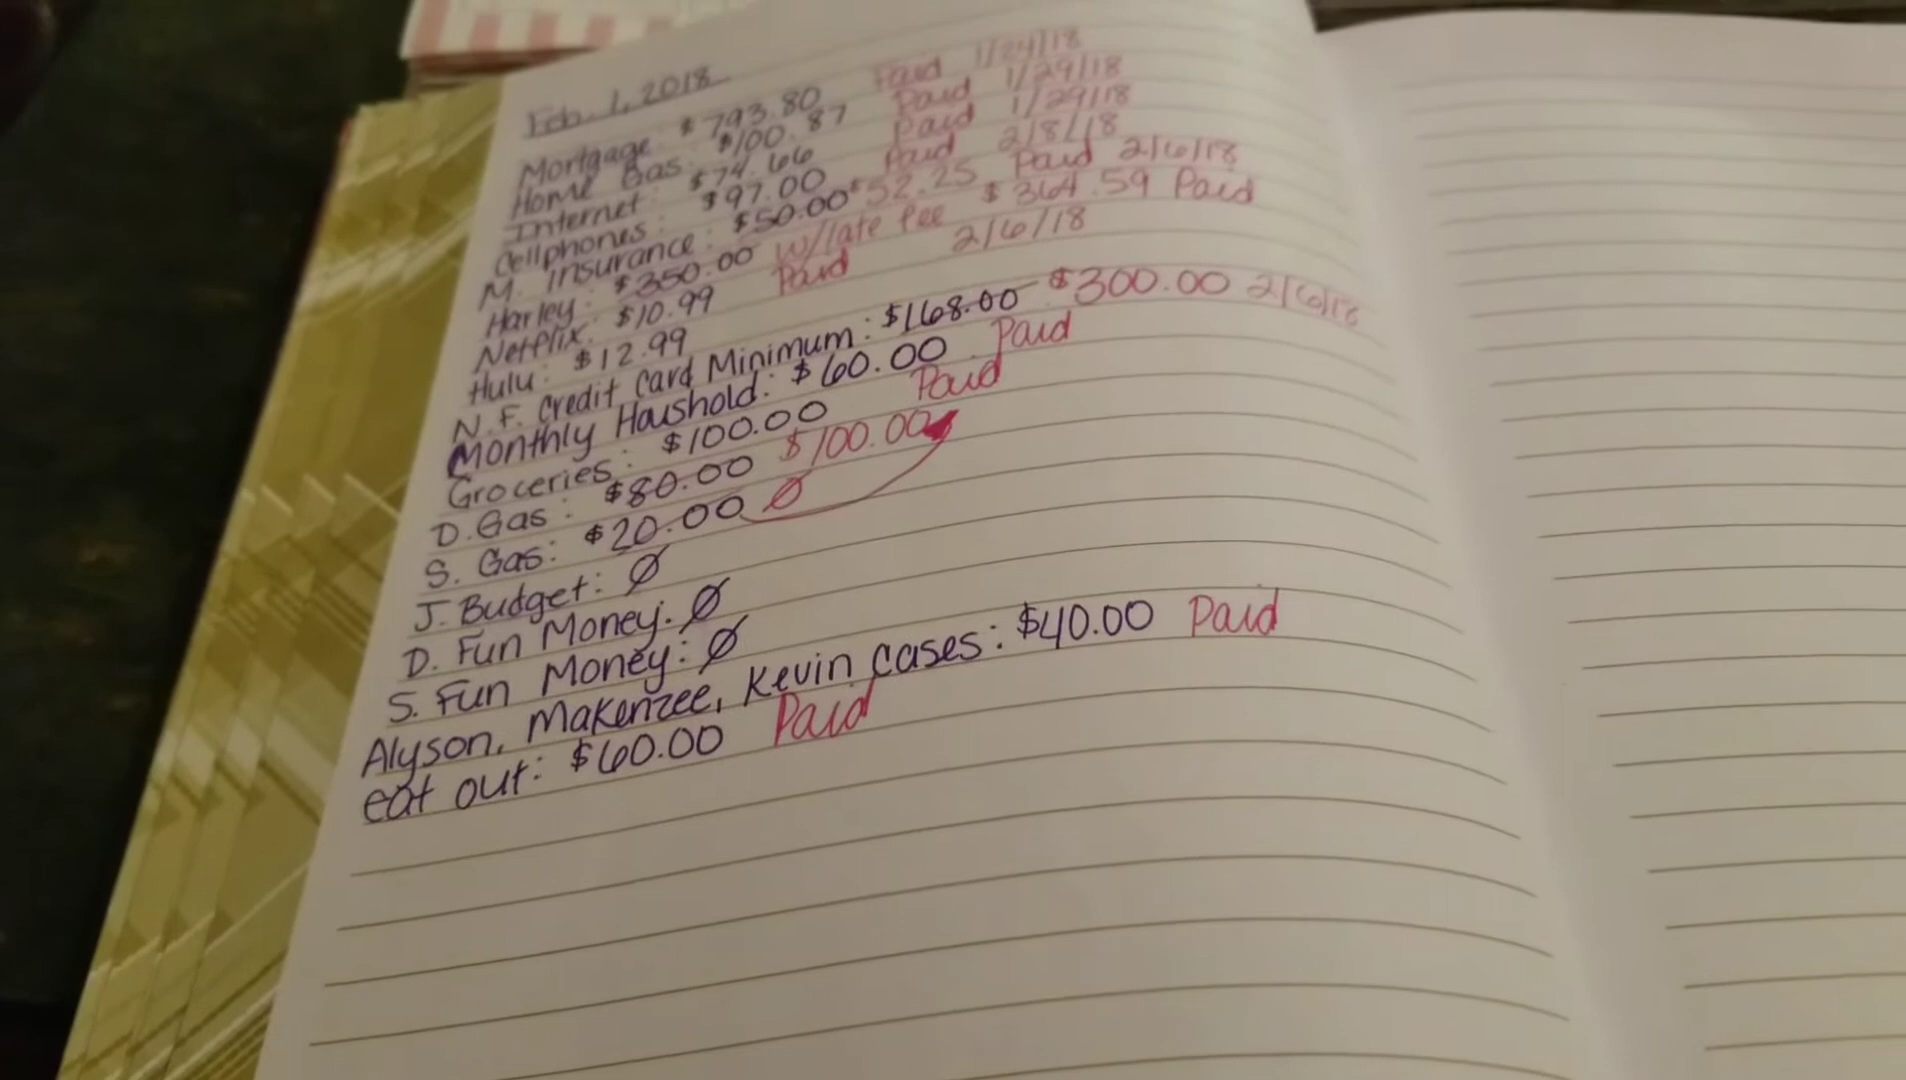 Feb. 1, 2018
Mortgage: $793.80 Paid 1/24/18
Home Gas: $100.87 Paid 1/29/18
Internet: $74.66 Paid 1/29/18
Cellphones: $97.00 Paid 2/8/18
M. Insurance: $50.00 $52.25 Paid 2/6/18
Harley: $350.00 w/late fee $364.59 Paid
Netflix: $10.99 Paid 2/6/18
Hulu: $12.99
N.F. Credit Card Minimum: $168.00 $300.00 2/6/18
Monthly Haushold: $60.00 Paid
Groceries: $100.00 Paid
D. Gas: $80.00 $100.00
S. Gas: $20.00 Ø
J. Budget: Ø
D. Fun Money: Ø
S. Fun Money: Ø
Alyson, Makenzee, Kevin cases: $40.00 Paid
eat out: $60.00 Paid